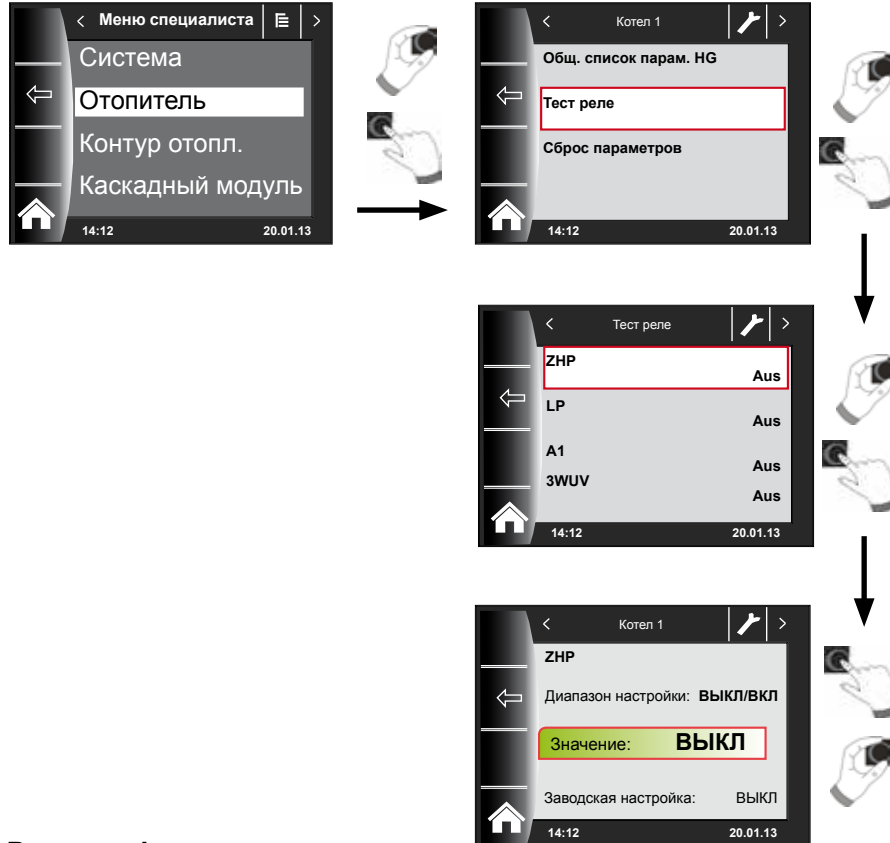 Меню специалиста
Система
Отопитель
Контур отопл.
Каскадный модуль
14:12 20.01.13
Котел 1
Общ. список парам. HG
Тест реле
Сброс параметров
14:12 20.01.13
Тест реле
ZHP
Aus
LP
Aus
A1
Aus
3WUV
Aus
14:12 20.01.13
Котел 1
ZHP
Диапазон настройки: ВЫКЛ/ВКЛ
Значение: ВЫКЛ
Заводская настройка: ВЫКЛ
14:12 20.01.13